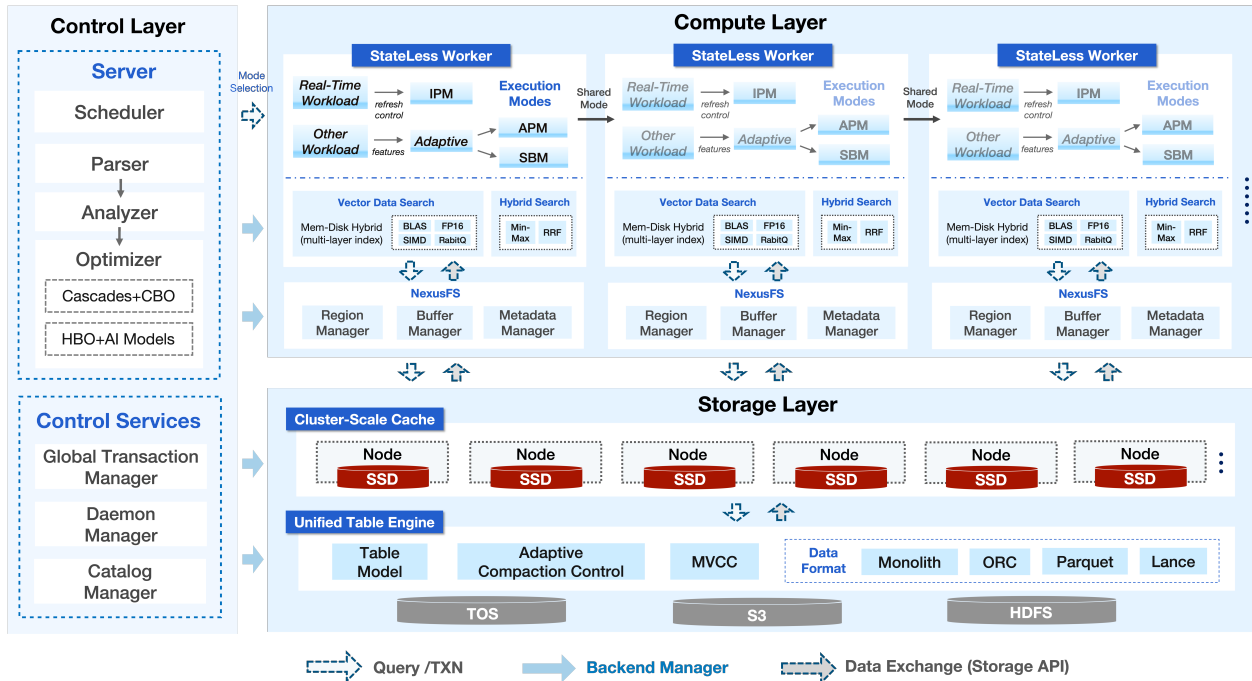 Control Layer
Server
Scheduler
Parser
Analyzer
Optimizer
Cascades+CBO
HBO+AI Models
Control Services
Global Transaction
Manager
Daemon
Manager
Catalog
Manager
Mode
Selection
Compute Layer
StateLess Worker
Real-Time
Workload
refresh
control
IPM
Execution
Modes
Other
Workload
features
Adaptive
APM
SBM
Vector Data Search
Mem-Disk Hybrid
(multi-layer index)
BLAS
FP16
SIMD
RabitQ
Hybrid Search
Min-
Max
RRF
NexusFS
Region
Manager
Buffer
Manager
Metadata
Manager
Shared
Mode
StateLess Worker
Real-Time
Workload
refresh
control
IPM
Execution
Modes
Other
Workload
features
Adaptive
APM
SBM
Vector Data Search
Mem-Disk Hybrid
(multi-layer index)
BLAS
FP16
SIMD
RabitQ
Hybrid Search
Min-
Max
RRF
NexusFS
Region
Manager
Buffer
Manager
Metadata
Manager
Shared
Mode
StateLess Worker
Real-Time
Workload
refresh
control
IPM
Execution
Modes
Other
Workload
features
Adaptive
APM
SBM
Vector Data Search
Mem-Disk Hybrid
(multi-layer index)
BLAS
FP16
SIMD
RabitQ
Hybrid Search
Min-
Max
RRF
NexusFS
Region
Manager
Buffer
Manager
Metadata
Manager
Storage Layer
Cluster-Scale Cache
Node
SSD
Node
SSD
Node
SSD
Node
SSD
Node
SSD
Node
SSD
Unified Table Engine
Table
Model
Adaptive
Compaction Control
MVCC
Data
Format
Monolith
ORC
Parquet
Lance
TOS
S3
HDFS
Query /TXN
Backend Manager
Data Exchange (Storage API)